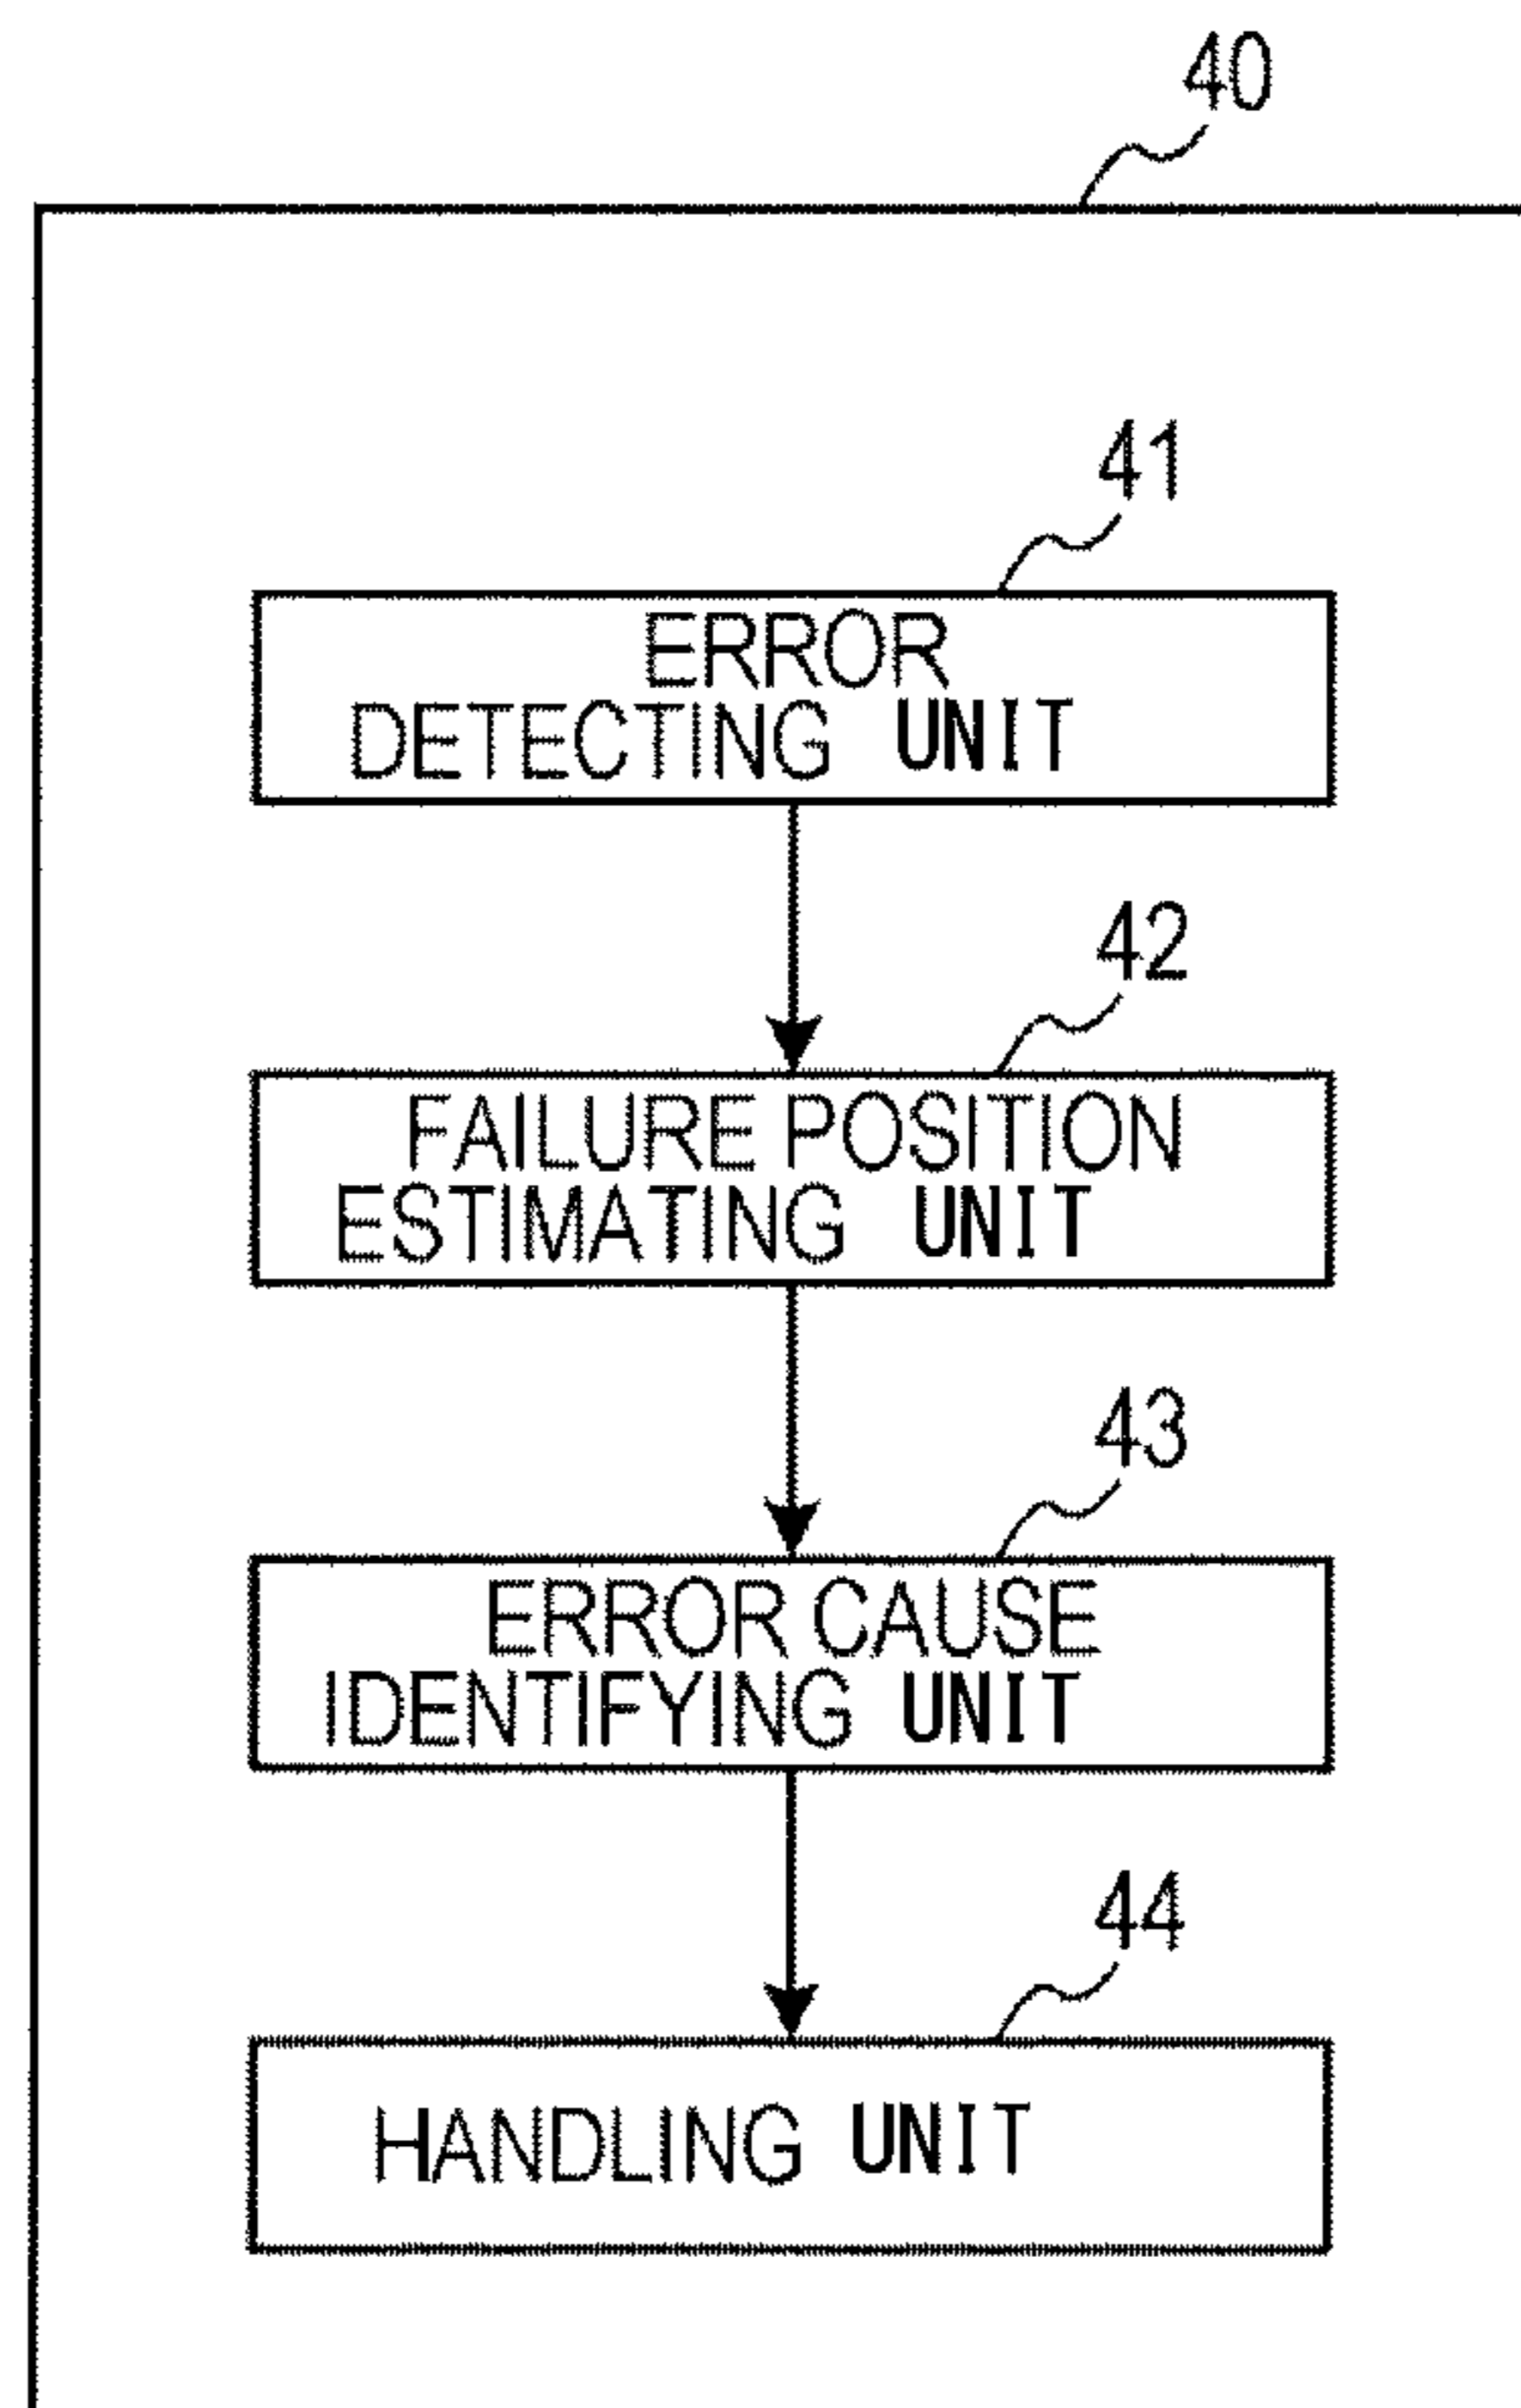 40
41
ERROR
DETECTING UNIT
42
FAILURE POSITION
ESTIMATING UNIT
43
ERROR CAUSE
IDENTIFYING UNIT
44
HANDLING UNIT